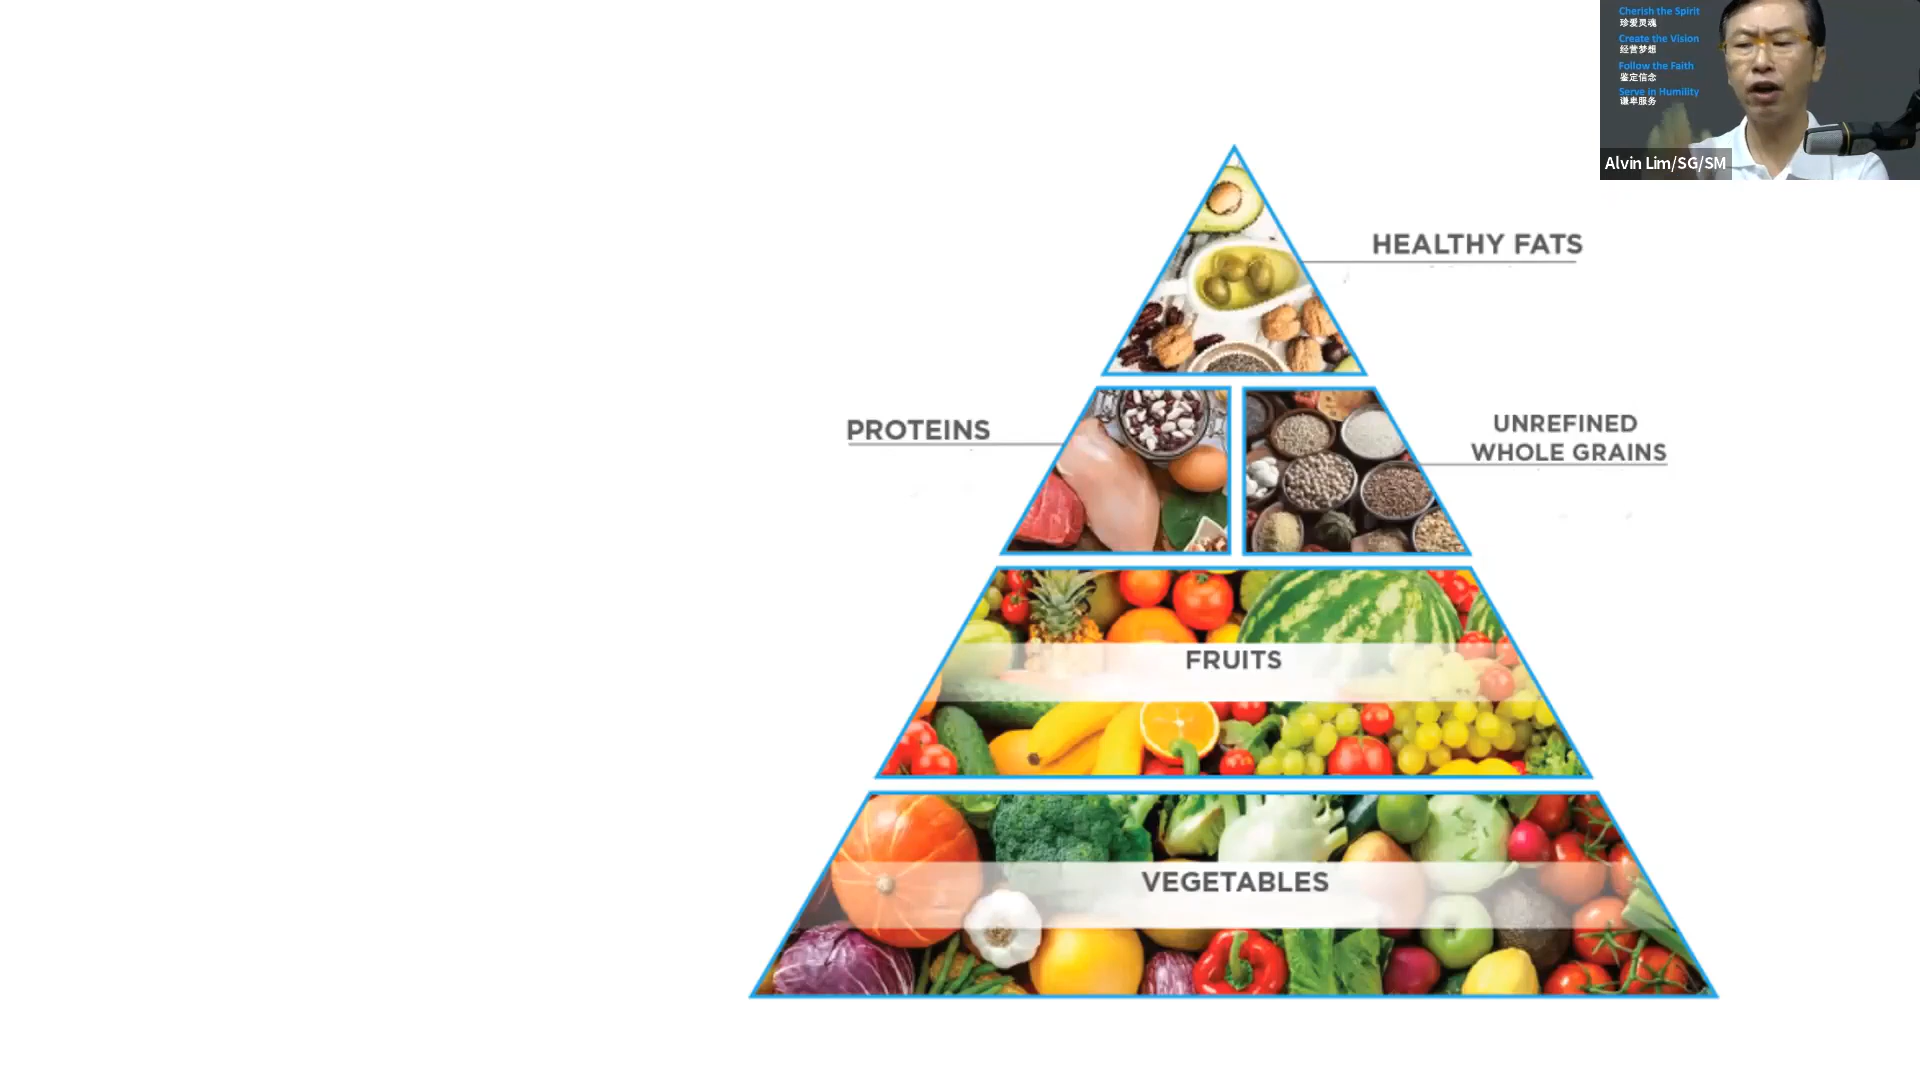 Cherish the Spirit
珍爱灵魂
Create the Vision
经营梦想
Follow the Faith
鉴定信念
Serve in Humility
谦卑服务
Alvin Lim/SG/SM
HEALTHY FATS
PROTEINS
UNREFINED
WHOLE GRAINS
FRUITS
VEGETABLES